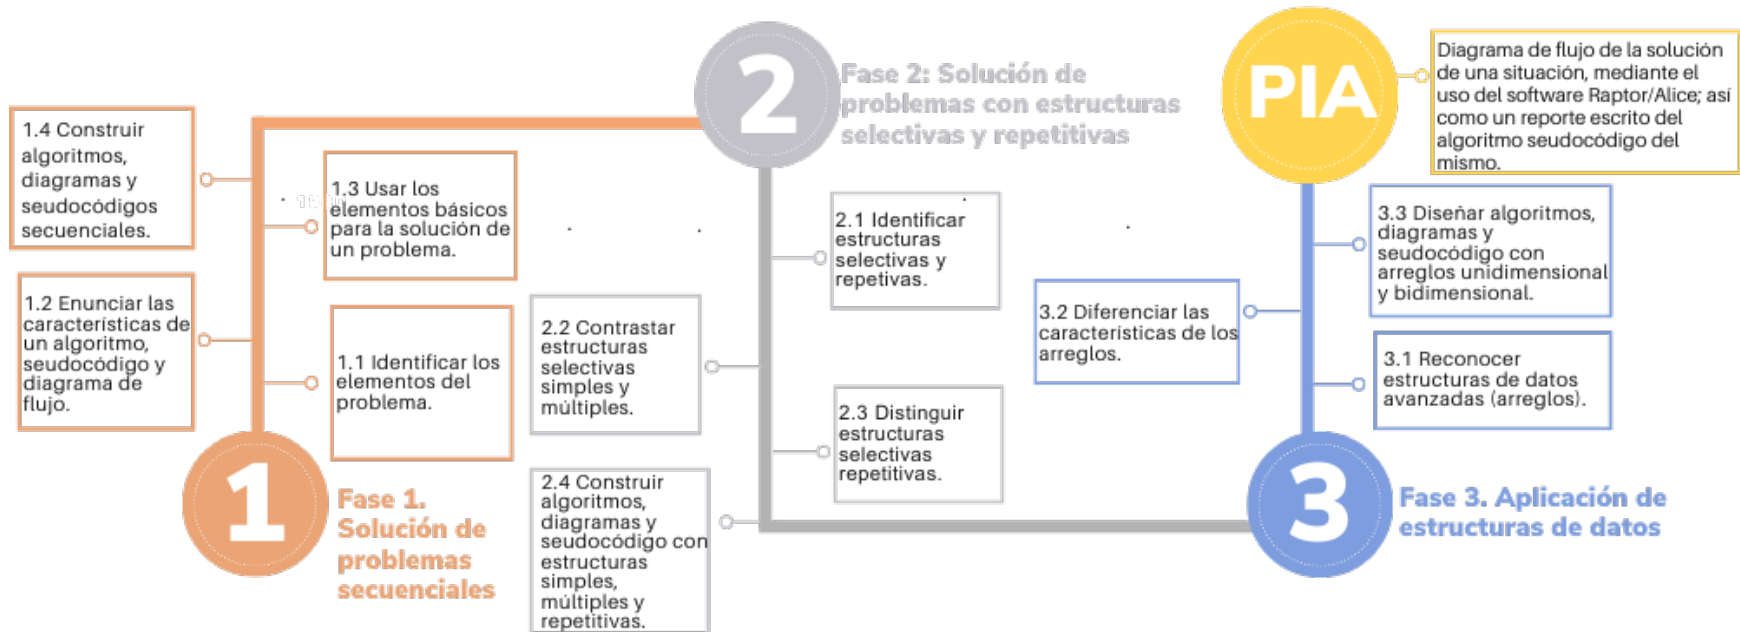 1
Fase 1.
Solución de
problemas
secuenciales
1.1 Identificar los
elementos del
problema.
1.2 Enunciar las
características de
un algoritmo,
seudocódigo y
diagrama de
flujo.
1.3 Usar los
elementos básicos
para la solución de
un problema.
1.4 Construir
algoritmos,
diagramas y
seudocódigos
secuenciales.
2
Fase 2: Solución de
problemas con estructuras
selectivas y repetitivas
2.1 Identificar
estructuras
selectivas y
repetivas.
2.2 Contrastar
estructuras
selectivas
simples y
múltiples.
2.3 Distinguir
estructuras
selectivas
repetitivas.
2.4 Construir
algoritmos,
diagramas y
seudocódigo con
estructuras
simples,
múltiples y
repetitivas.
3
Fase 3. Aplicación de
estructuras de datos
3.1 Reconocer
estructuras de datos
avanzadas (arreglos).
3.2 Diferenciar las
características de los
arreglos.
3.3 Diseñar algoritmos,
diagramas y
seudocódigo con
arreglos unidimensional
y bidimensional.
PIA
Diagrama de flujo de la solución
de una situación, mediante el
uso del software Raptor/Alice; así
como un reporte escrito del
algoritmo seudocódigo del
mismo.